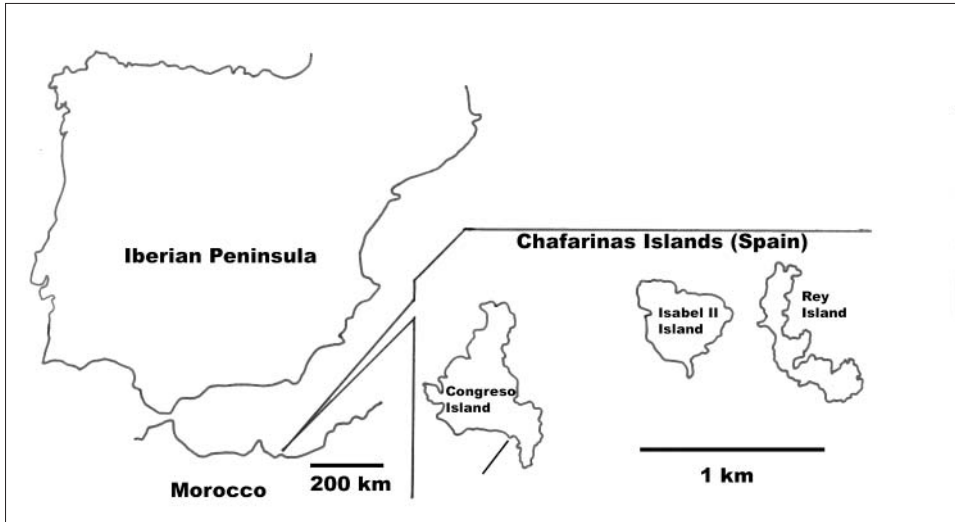 Iberian Peninsula
Chafarinas Islands (Spain)
Isabel II
Island
Rey
Island
Congreso
Island
Morocco
200 km
1 km